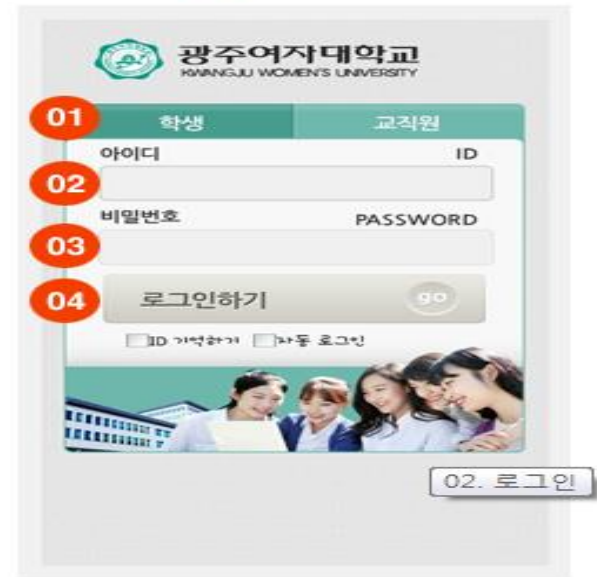 광주여자대학교
KWANGJU WOMEN'S UNIVERSITY
01 학생 교직원
아이디 ID
02
비밀번호 PASSWORD
03
04 로그인하기 go
ID 기억하기 자동 로그인
02. 로그인